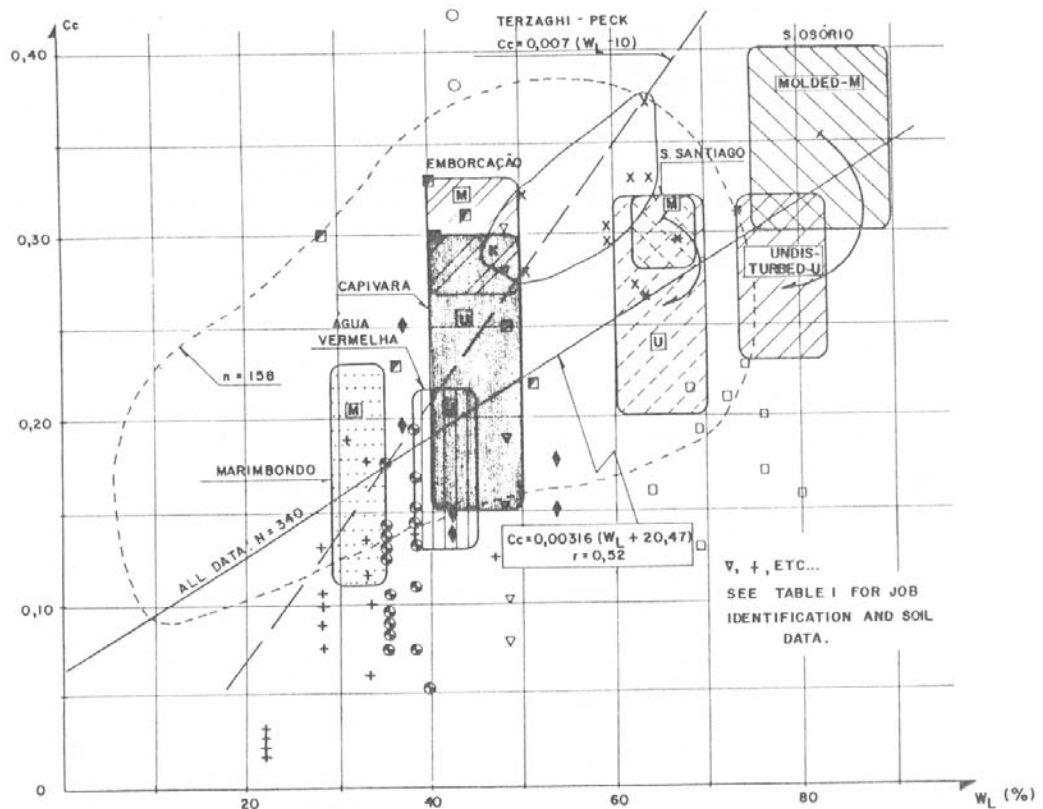 Cc
TERZAGHI - PECK
Cc=0,007 (WL-10)
S. OSÓRIO
MOLDED-M
0,40
EMBORCAÇÃO
M
S. SANTIAGO
M
0,30
UNDIS-
TURBED-U
CAPIVARA
U
ÁGUA
VERMELHA
U
n = 158
0,20
M
MARIMBONDO
ALL DATA: N=340
Cc=0,00316 (WL + 20,47)
r=0,52
∇, +, ETC...
SEE TABLE I FOR JOB
IDENTIFICATION AND SOIL
DATA.
0,10
0
20
40
60
80
WL (%)